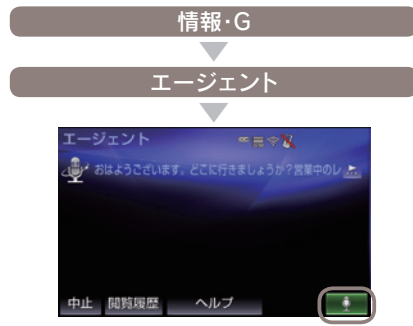 情報・G
エージェント
エージェント
おはようございます。どこに行きましょうか?営業中のレ
中止 閲覧履歴 ヘルプ